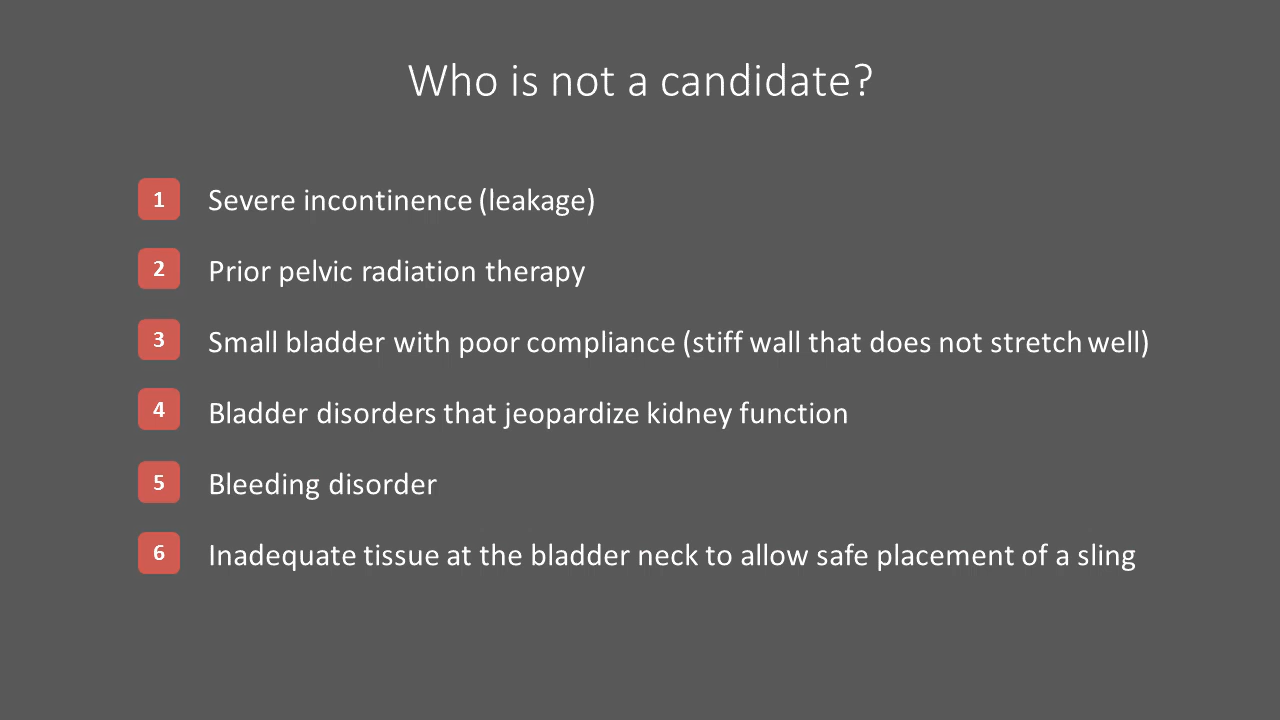 Who is not a candidate?
1 Severe incontinence (leakage)
2 Prior pelvic radiation therapy
3 Small bladder with poor compliance (stiff wall that does not stretch well)
4 Bladder disorders that jeopardize kidney function
5 Bleeding disorder
6 Inadequate tissue at the bladder neck to allow safe placement of a sling